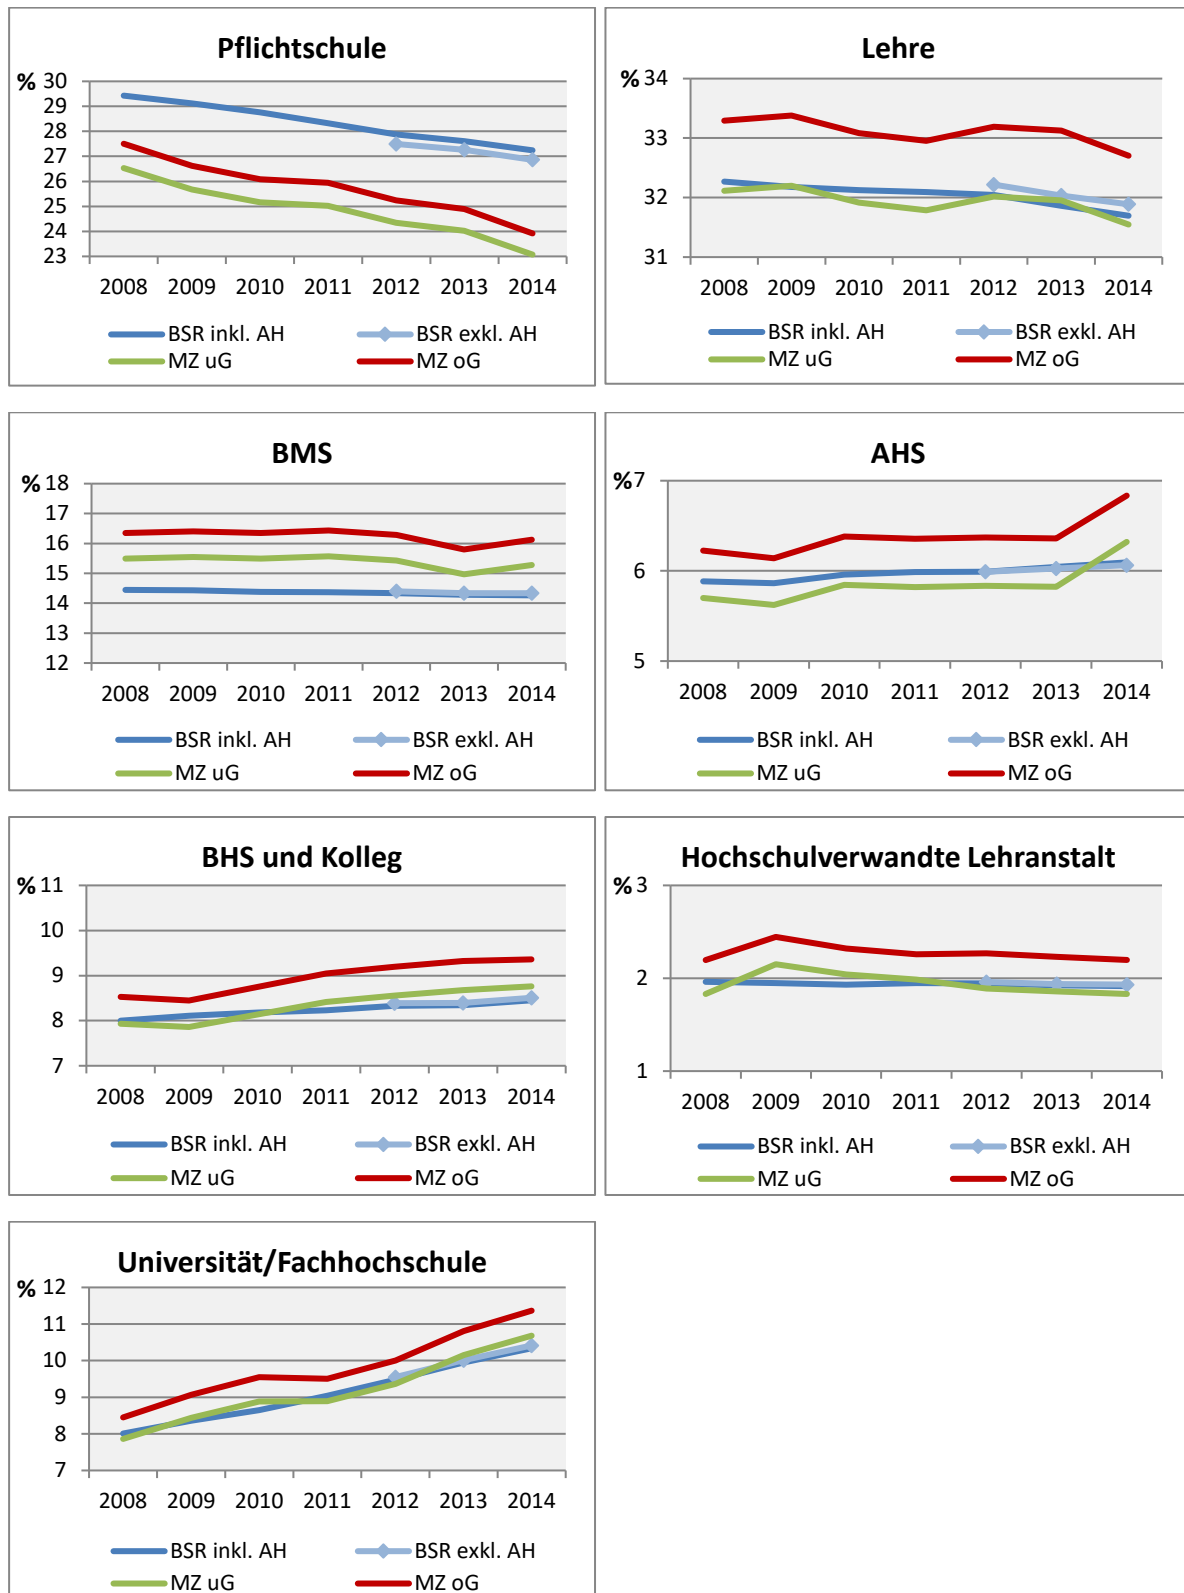 Pflichtschule
% 30
29
28
27
26
25
24
23
2008 2009 2010 2011 2012 2013 2014
BSR inkl. AH BSR exkl. AH
MZ uG MZ oG
Lehre
% 34
33
32
31
2008 2009 2010 2011 2012 2013 2014
BSR inkl. AH BSR exkl. AH
MZ uG MZ oG
BMS
% 18
17
16
15
14
13
12
2008 2009 2010 2011 2012 2013 2014
BSR inkl. AH BSR exkl. AH
MZ uG MZ oG
AHS
%7
6
5
2008 2009 2010 2011 2012 2013 2014
BSR inkl. AH BSR exkl. AH
MZ uG MZ oG
BHS und Kolleg
% 11
10
9
8
7
2008 2009 2010 2011 2012 2013 2014
BSR inkl. AH BSR exkl. AH
MZ uG MZ oG
Hochschulverwandte Lehranstalt
%3
2
1
2008 2009 2010 2011 2012 2013 2014
BSR inkl. AH BSR exkl. AH
MZ uG MZ oG
Universität/Fachhochschule
% 12
11
10
9
8
7
2008 2009 2010 2011 2012 2013 2014
BSR inkl. AH BSR exkl. AH
MZ uG MZ oG